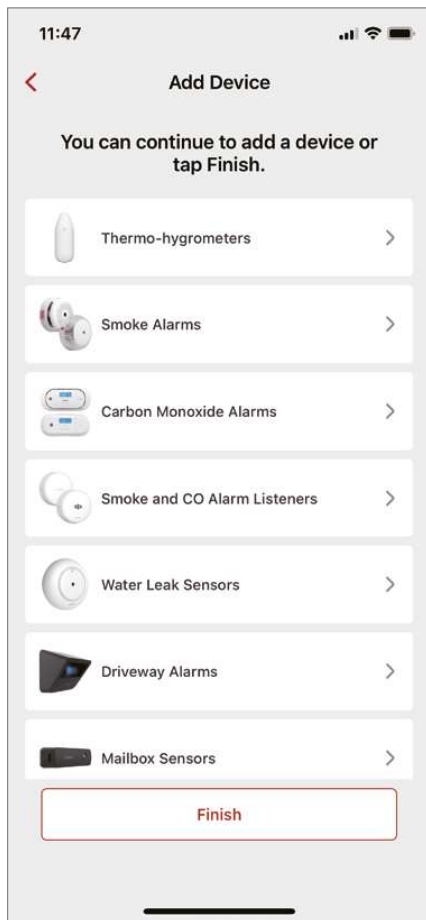 11:47
Add Device
You can continue to add a device or
tap Finish.
Thermo-hygrometers
Smoke Alarms
Carbon Monoxide Alarms
Smoke and CO Alarm Listeners
Water Leak Sensors
Driveway Alarms
Mailbox Sensors
Finish